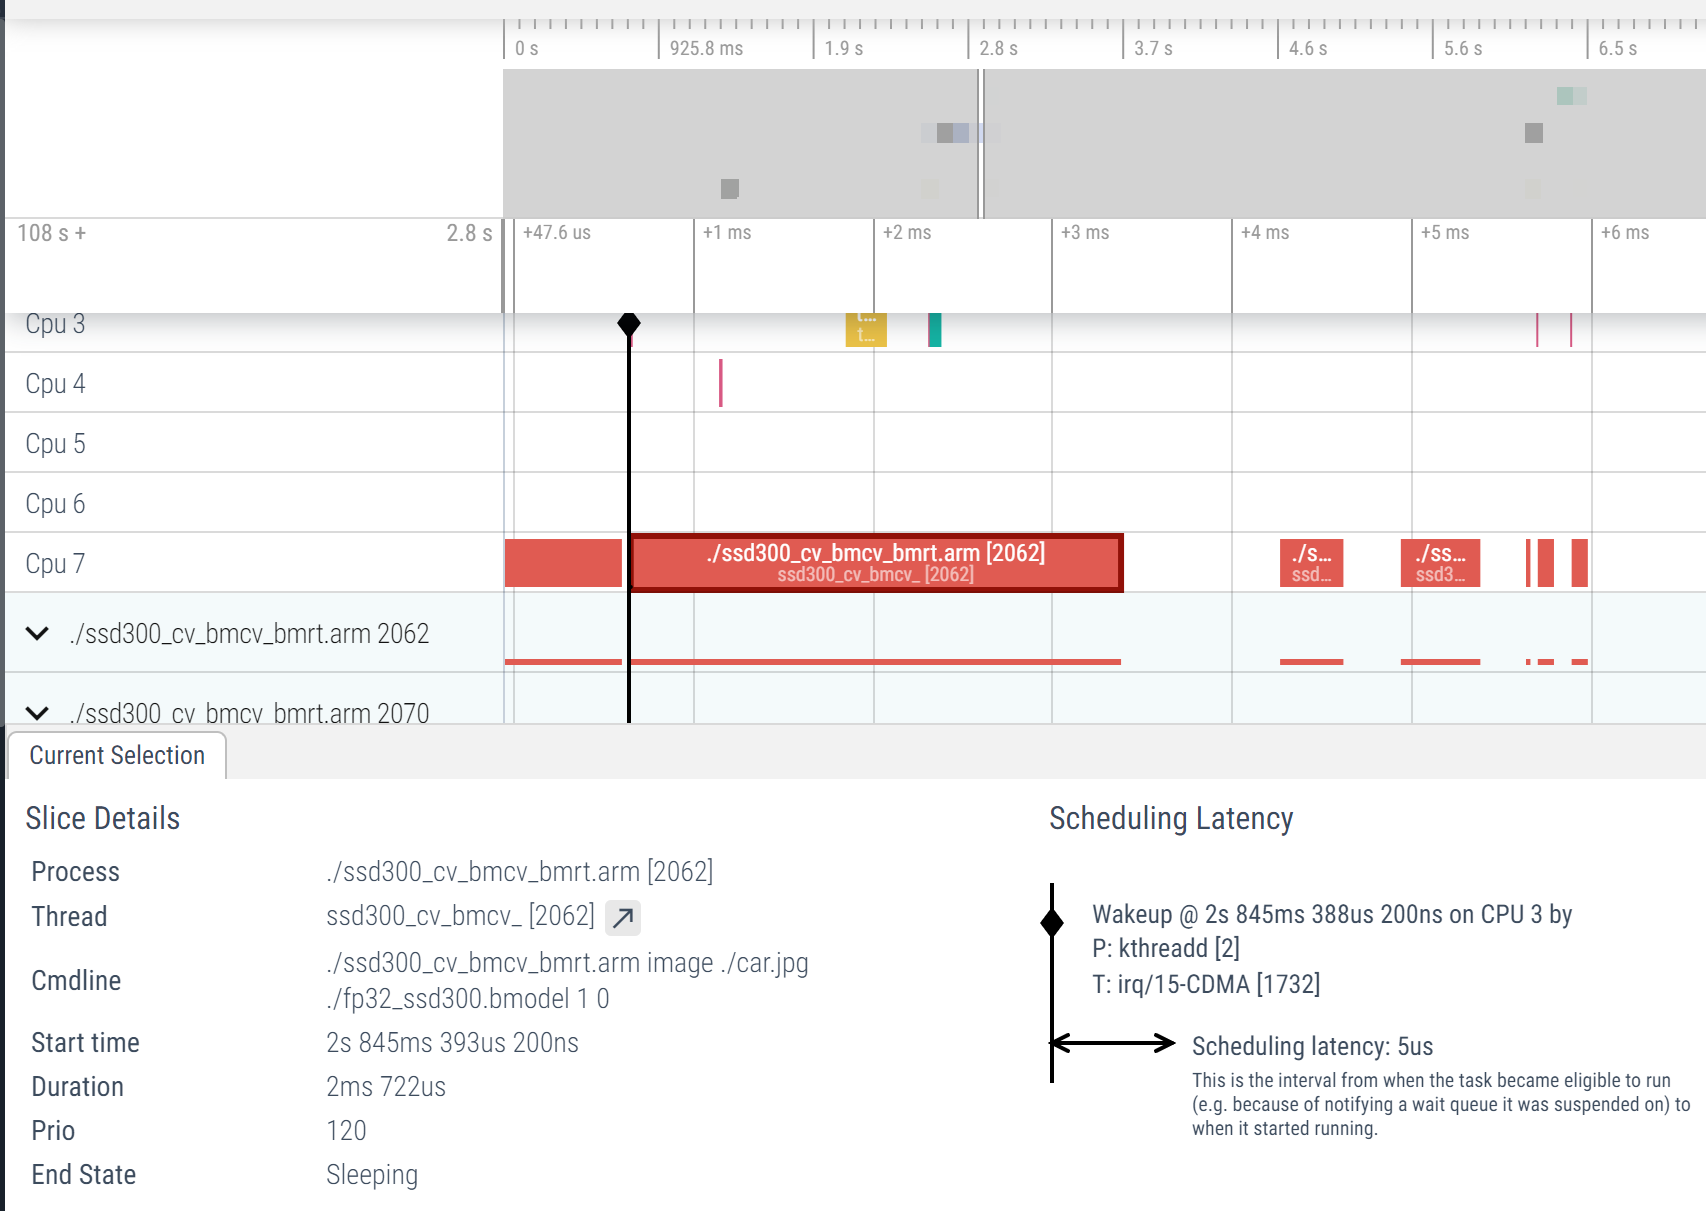 0 s 925.8 ms 1.9 s 2.8 s 3.7 s 4.6 s 5.6 s 6.5 s
108 s + 2.8 s +47.6 us +1 ms +2 ms +3 ms +4 ms +5 ms +6 ms
Cpu 3 t...
t...
Cpu 4
Cpu 5
Cpu 6
Cpu 7 ./ssd300_cv_bmcv_bmrt.arm [2062] ./s... ./ss...
ssd300_cv_bmcv_ [2062] ssd... ssd3...
./ssd300_cv_bmcv_bmrt.arm 2062
./ssd300_cv_bmcv_bmrt.arm 2070
Current Selection
Slice Details
Process ./ssd300_cv_bmcv_bmrt.arm [2062]
Thread ssd300_cv_bmcv_ [2062]
Cmdline ./ssd300_cv_bmcv_bmrt.arm image ./car.jpg
./fp32_ssd300.bmodel 1 0
Start time 2s 845ms 393us 200ns
Duration 2ms 722us
Prio 120
End State Sleeping
Scheduling Latency
Wakeup @ 2s 845ms 388us 200ns on CPU 3 by
P: kthreadd [2]
T: irq/15-CDMA [1732]
Scheduling latency: 5us
This is the interval from when the task became eligible to run
(e.g. because of notifying a wait queue it was suspended on) to
when it started running.